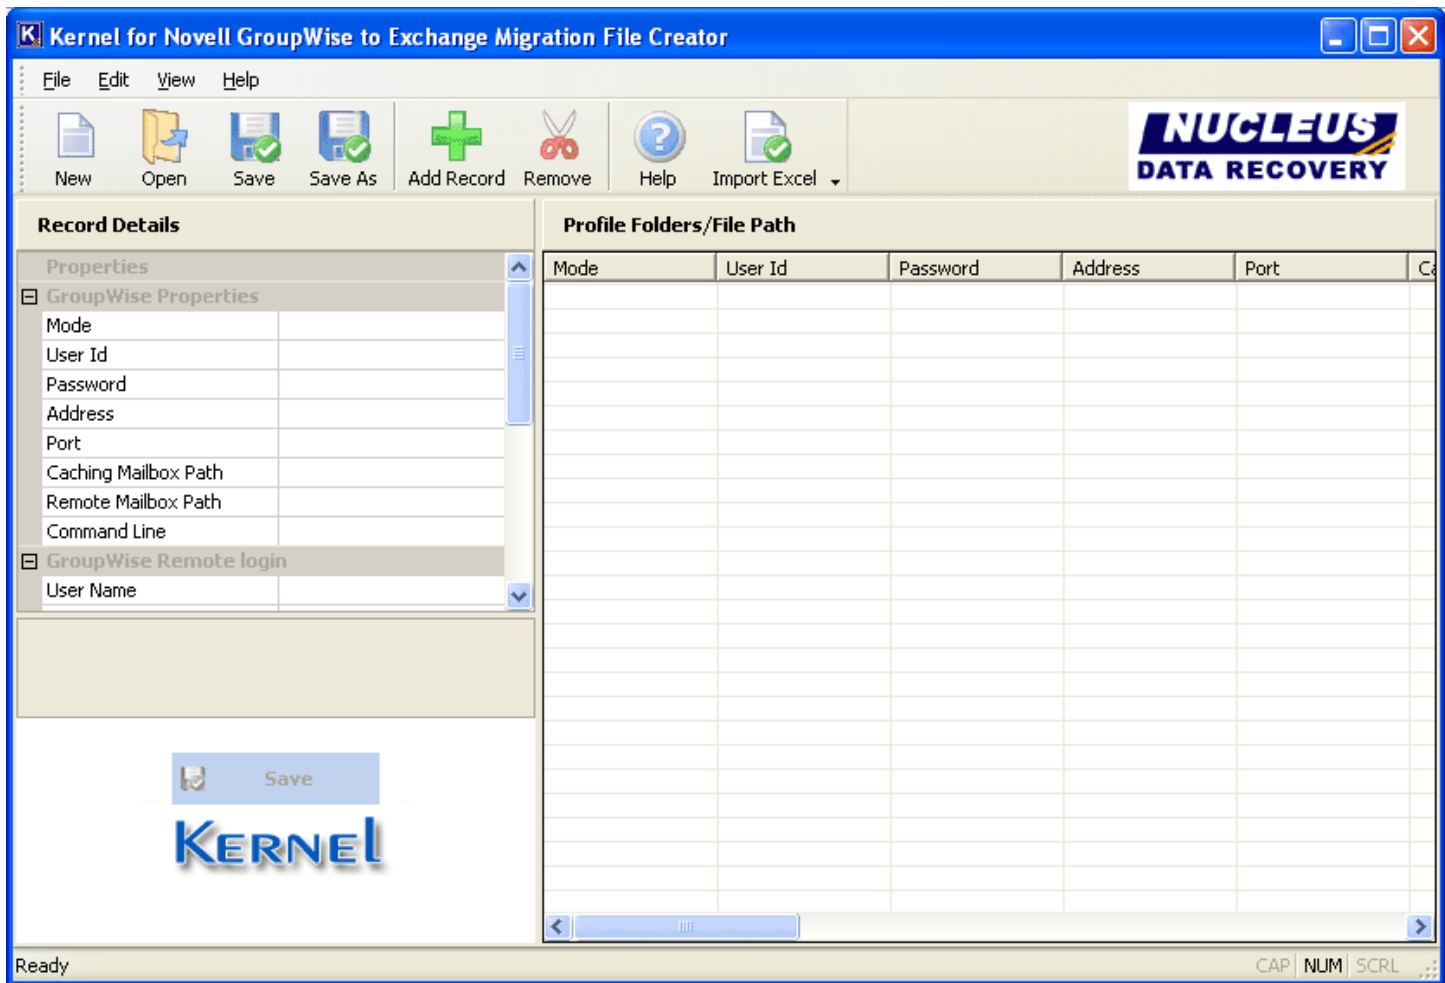 Kernel for Novell GroupWise to Exchange Migration File Creator
File Edit View Help
New Open Save Save As Add Record Remove Help Import Excel
NUCLEUS
DATA RECOVERY
Record Details
Profile Folders/File Path
Properties
GroupWise Properties
Mode
User Id
Password
Address
Port
Caching Mailbox Path
Remote Mailbox Path
Command Line
GroupWise Remote login
User Name
Mode User Id Password Address Port
Save
KERNEL
Ready
CAP NUM SCRL